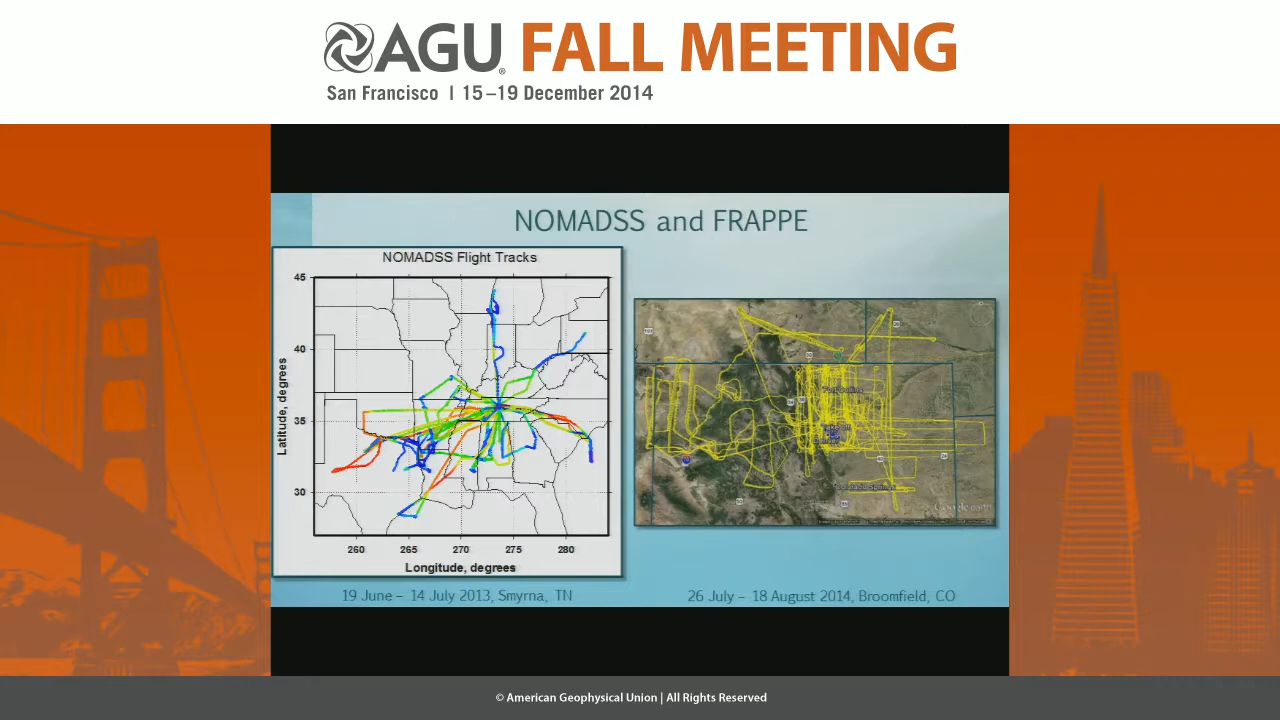 AGU® FALL MEETING
San Francisco | 15–19 December 2014
NOMADSS and FRAPPE
NOMADSS Flight Tracks
45
40
35
30
Latitude, degrees
260 265 270 275 280
Longitude, degrees
Google earth
19 June – 14 July 2013, Smyrna, TN
26 July – 18 August 2014, Broomfield, CO
© American Geophysical Union | All Rights Reserved